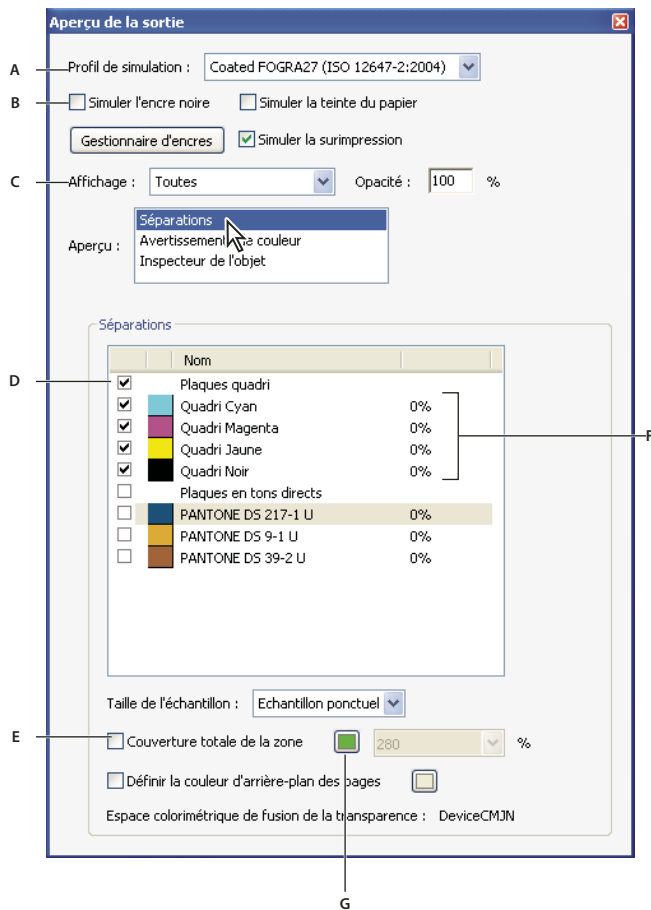 Aperçu de la sortie
A Profil de simulation : Coated FOGRA27 (ISO 12647-2:2004)
B Simuler l'encre noire Simuler la teinte du papier
Gestionnaire d'encres Simuler la surimpression
C Affichage : Toutes Opacité : 100 %
Séparations
Aperçu : Avertissement de couleur
Inspecteur de l'objet
Séparations
Nom
D Plaques quadri
Quadri Cyan 0%
Quadri Magenta 0%
F
Quadri Jaune 0%
Quadri Noir 0%
Plaques en tons directs
PANTONE DS 217-1 U 0%
PANTONE DS 9-1 U 0%
PANTONE DS 39-2 U 0%
Taille de l'échantillon : Echantillon ponctuel
E Couverture totale de la zone 280 %
Définir la couleur d'arrière-plan des pages
Espace colorimétrique de fusion de la transparence : DeviceCMJN
G